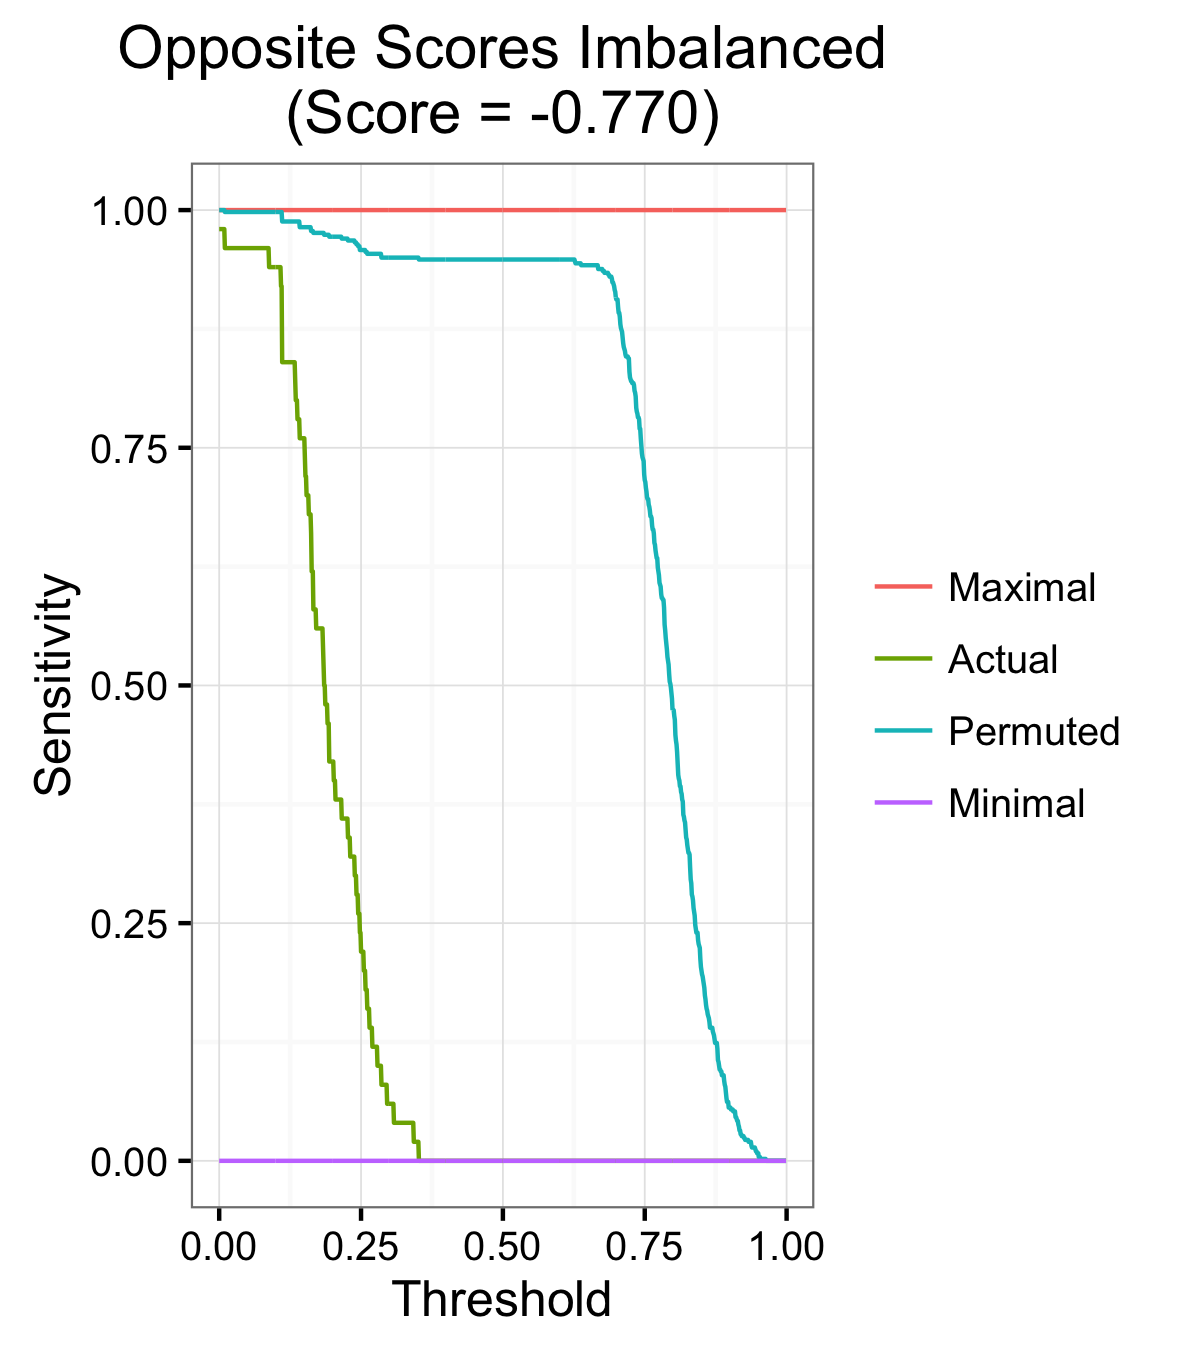 Opposite Scores Imbalanced
(Score = -0.770)
1.00
0.75
0.50
0.25
0.00
Sensitivity
0.00 0.25 0.50 0.75 1.00
Threshold
Maximal
Actual
Permuted
Minimal